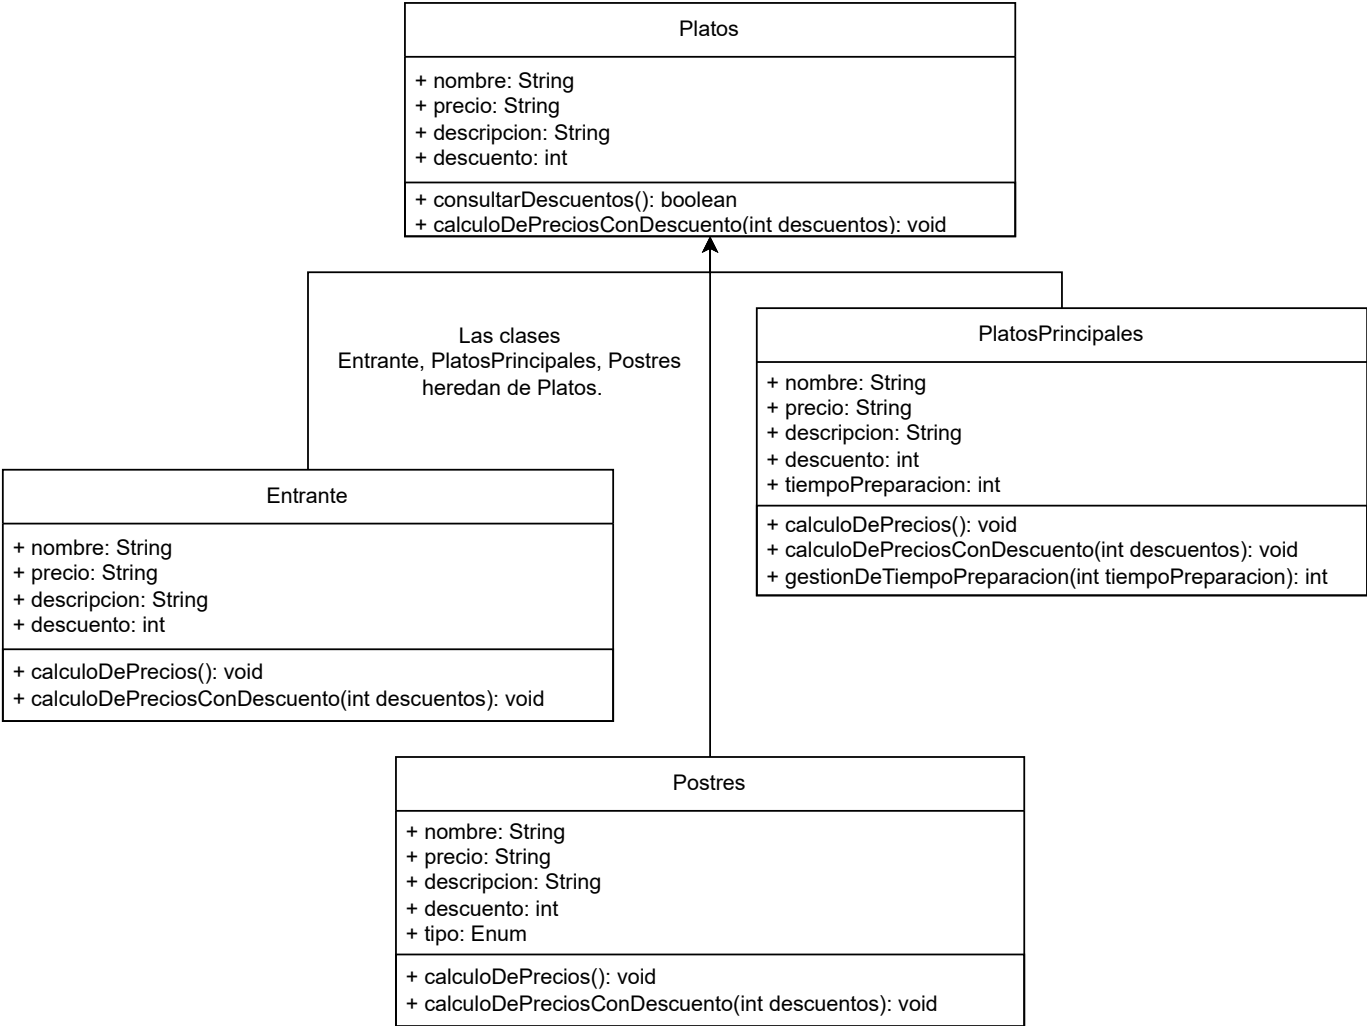 Platos
+ nombre: String
+ precio: String
+ descripcion: String
+ descuento: int
+ consultarDescuentos(): boolean
+ calculoDePreciosConDescuento(int descuentos): void
Las clases
Entrante, PlatosPrincipales, Postres
heredan de Platos.
PlatosPrincipales
+ nombre: String
+ precio: String
+ descripcion: String
+ descuento: int
+ tiempoPreparacion: int
+ calculoDePrecios(): void
+ calculoDePreciosConDescuento(int descuentos): void
+ gestionDeTiempoPreparacion(int tiempoPreparacion): int
Entrante
+ nombre: String
+ precio: String
+ descripcion: String
+ descuento: int
+ calculoDePrecios(): void
+ calculoDePreciosConDescuento(int descuentos): void
Postres
+ nombre: String
+ precio: String
+ descripcion: String
+ descuento: int
+ tipo: Enum
+ calculoDePrecios(): void
+ calculoDePreciosConDescuento(int descuentos): void